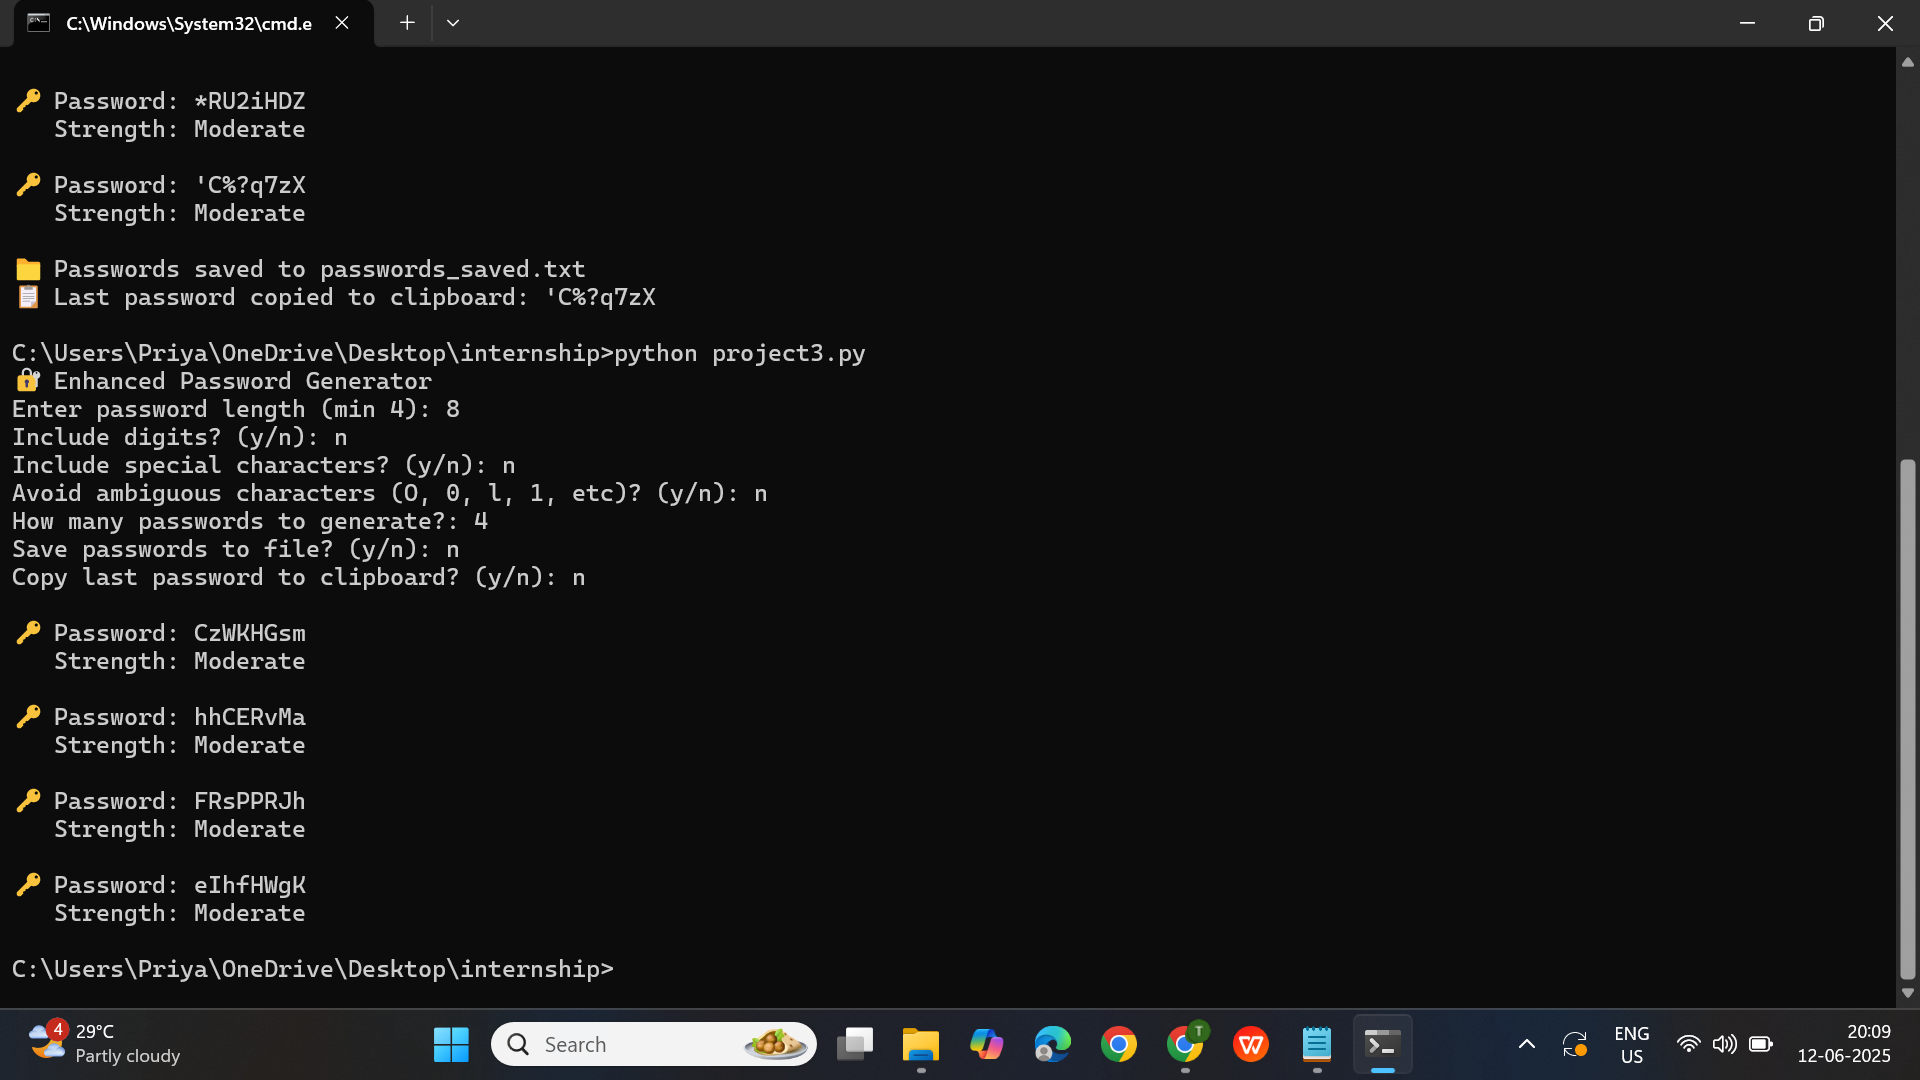 C:\Windows\System32\cmd.e
Password: *RU2iHDZ
Strength: Moderate
Password: 'C%?q7zX
Strength: Moderate
Passwords saved to passwords_saved.txt
Last password copied to clipboard: 'C%?q7zX
C:\Users\Priya\OneDrive\Desktop\internship>python project3.py
Enhanced Password Generator
Enter password length (min 4): 8
Include digits? (y/n): n
Include special characters? (y/n): n
Avoid ambiguous characters (O, 0, l, 1, etc)? (y/n): n
How many passwords to generate?: 4
Save passwords to file? (y/n): n
Copy last password to clipboard? (y/n): n
Password: CzWKHGsm
Strength: Moderate
Password: hhCERvMa
Strength: Moderate
Password: FRsPPRJh
Strength: Moderate
Password: eIhfHWgK
Strength: Moderate
C:\Users\Priya\OneDrive\Desktop\internship>
4
29°C
Partly cloudy
Search
T
W
ENG
US
20:09
12-06-2025